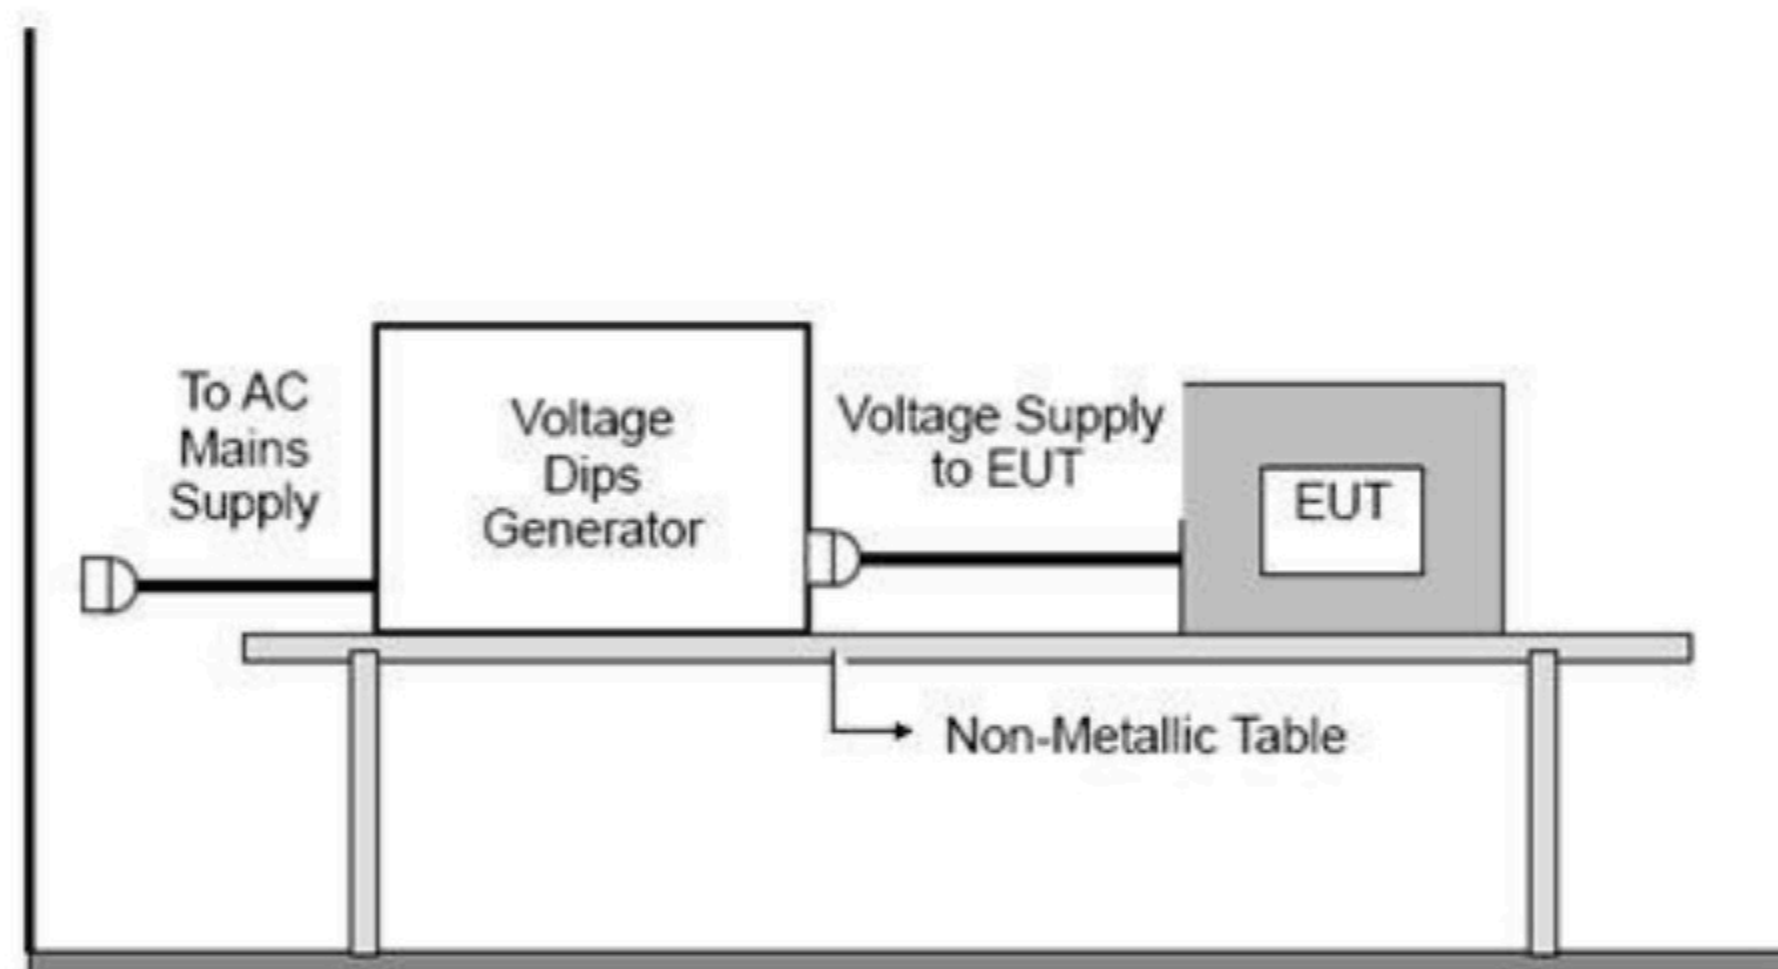 To AC
Mains
Supply
Voltage
Dips
Generator
Voltage Supply
to EUT
EUT
Non-Metallic Table